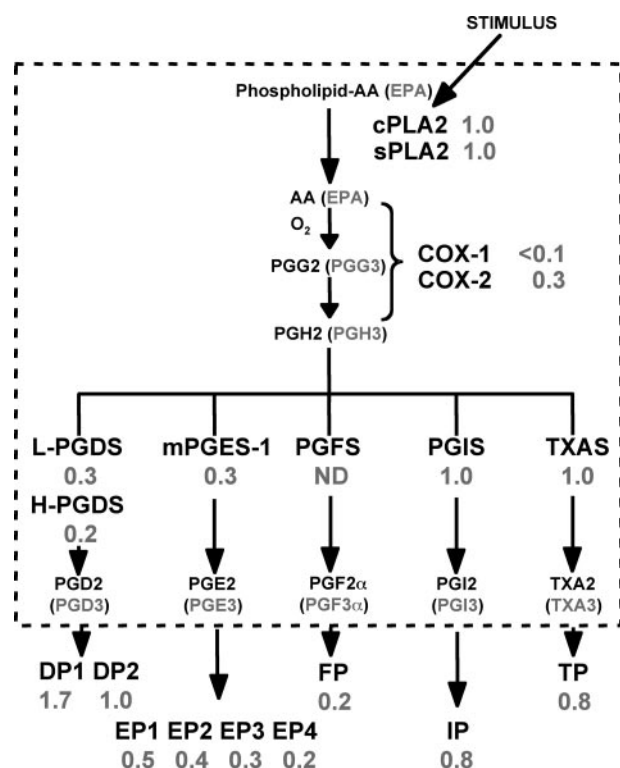 STIMULUS
Phospholipid-AA (EPA)
cPLA2 1.0
sPLA2 1.0
AA (EPA)
O2
PGG2 (PGG3)
COX-1 <0.1
COX-2 0.3
PGH2 (PGH3)
L-PGDS mPGES-1 PGFS PGIS TXAS
0.3 0.3 ND 1.0 1.0
H-PGDS
0.2
PGD2 PGE2 PGF2α PGI2 TXA2
(PGD3) (PGE3) (PGF3α) (PGI3) (TXA3)
DP1 DP2 FP TP
1.7 1.0 0.2 0.8
EP1 EP2 EP3 EP4 IP
0.5 0.4 0.3 0.2 0.8